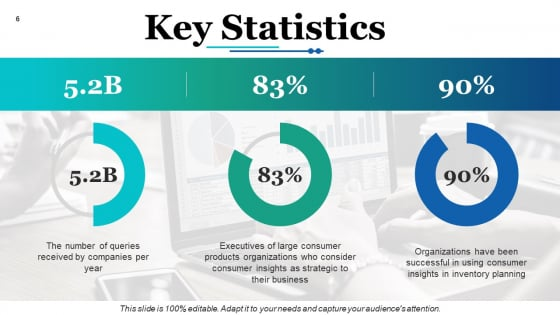 6
Key Statistics
5.2B
83%
90%
5.2B
83%
90%
The number of queries
received by companies per
year
Executives of large consumer
products organizations who consider
consumer insights as strategic to
their business
Organizations have been
successful in using consumer
insights in inventory planning
This slide is 100% editable. Adapt it to your needs and capture your audience's attention.